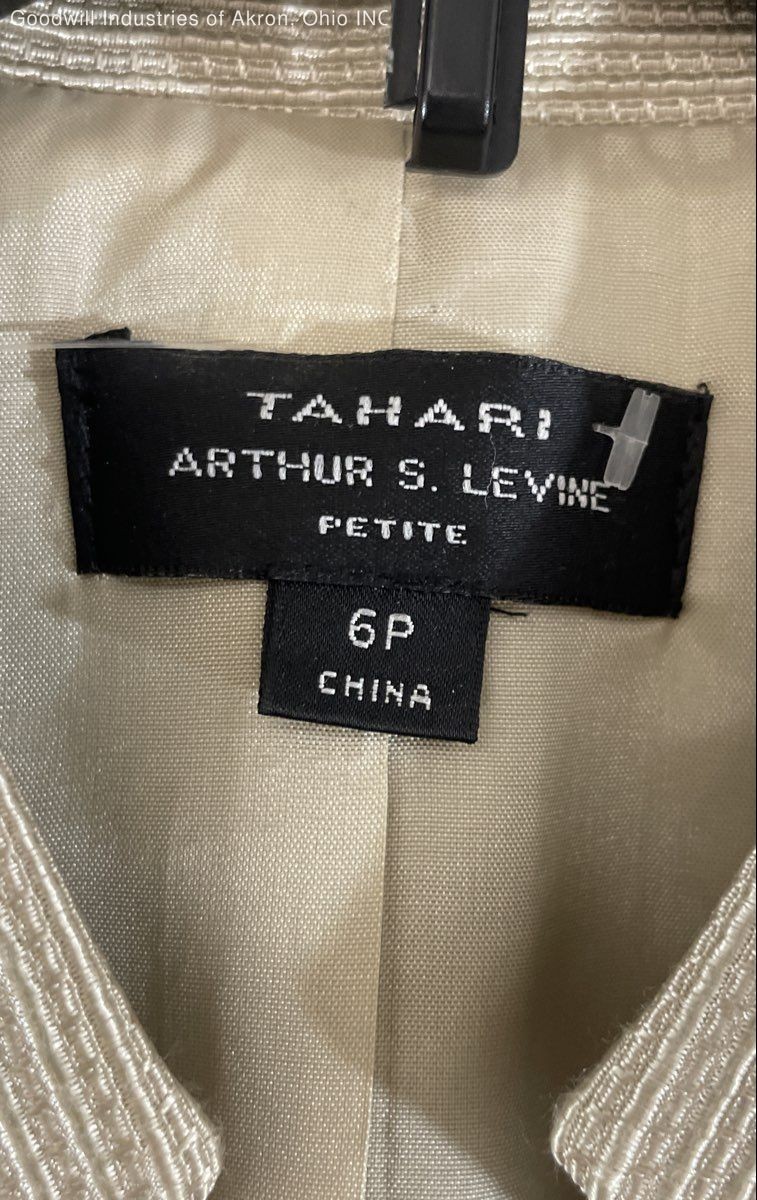 Goodwill Industries of Akron, Ohio INC
TAHARI
ARTHUR S. LEVINE
PETITE
6P
CHINA